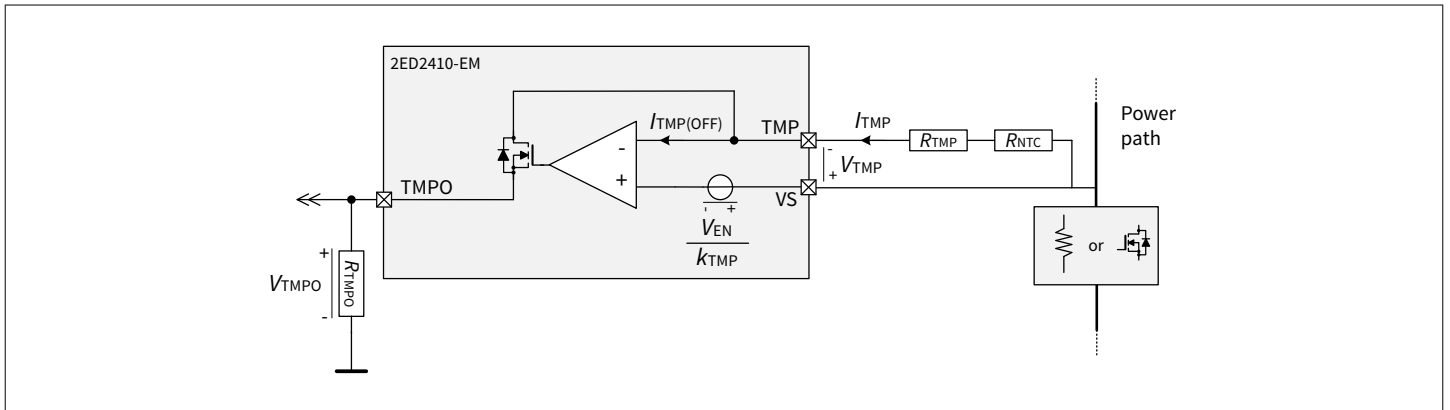 2ED2410-EM
Power
path
ITMP(OFF)
TMP
ITMP
RTMP
RNTC
-
-
+
VTMP
+
TMPO
VS
- +
VEN
kTMP
or
+
VTMPO
RTMPO
-